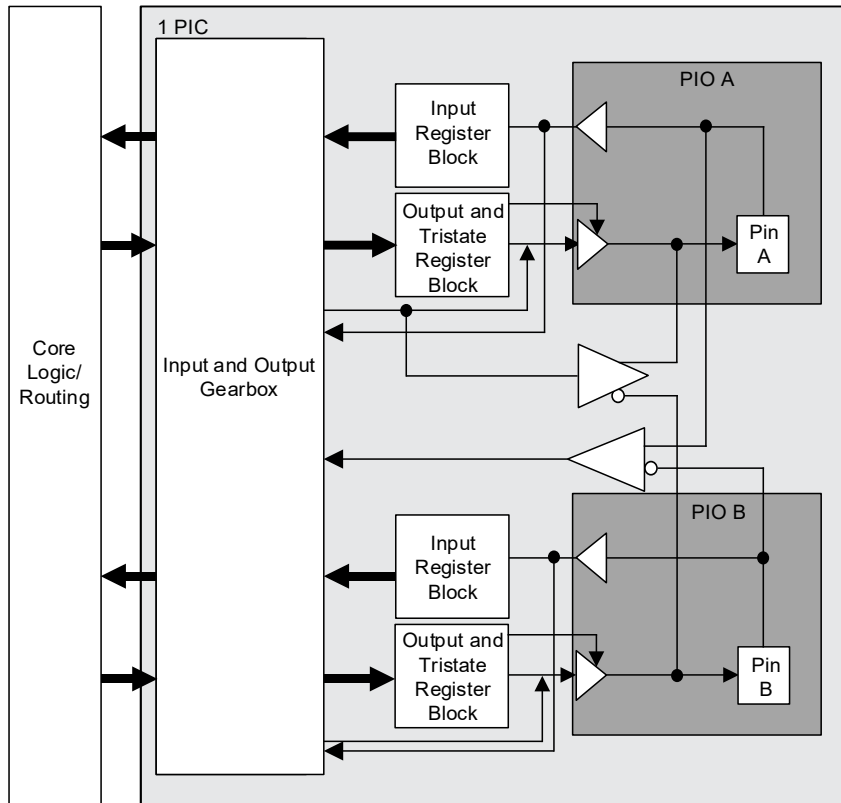 1 PIC
PIO A
Input
Register
Block
Output and
Tristate
Register
Block
Pin
A
Core
Logic/
Routing
Input and Output
Gearbox
PIO B
Input
Register
Block
Output and
Tristate
Register
Block
Pin
B